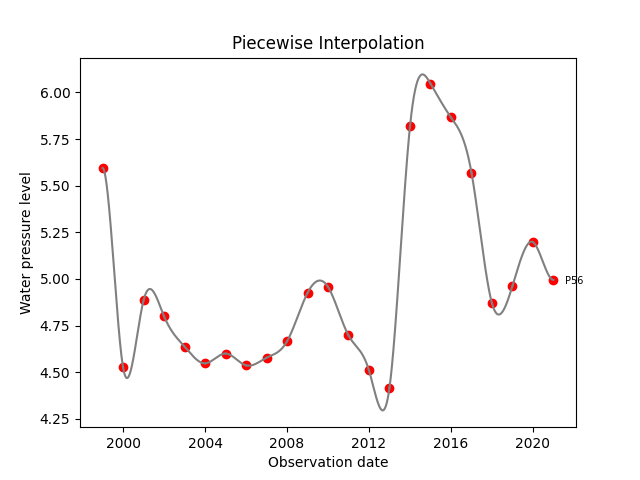 Piecewise Interpolation
Water pressure level
6.00
5.75
5.50
5.25
5.00
4.75
4.50
4.25
P56
2000 2004 2008 2012 2016 2020
Observation date